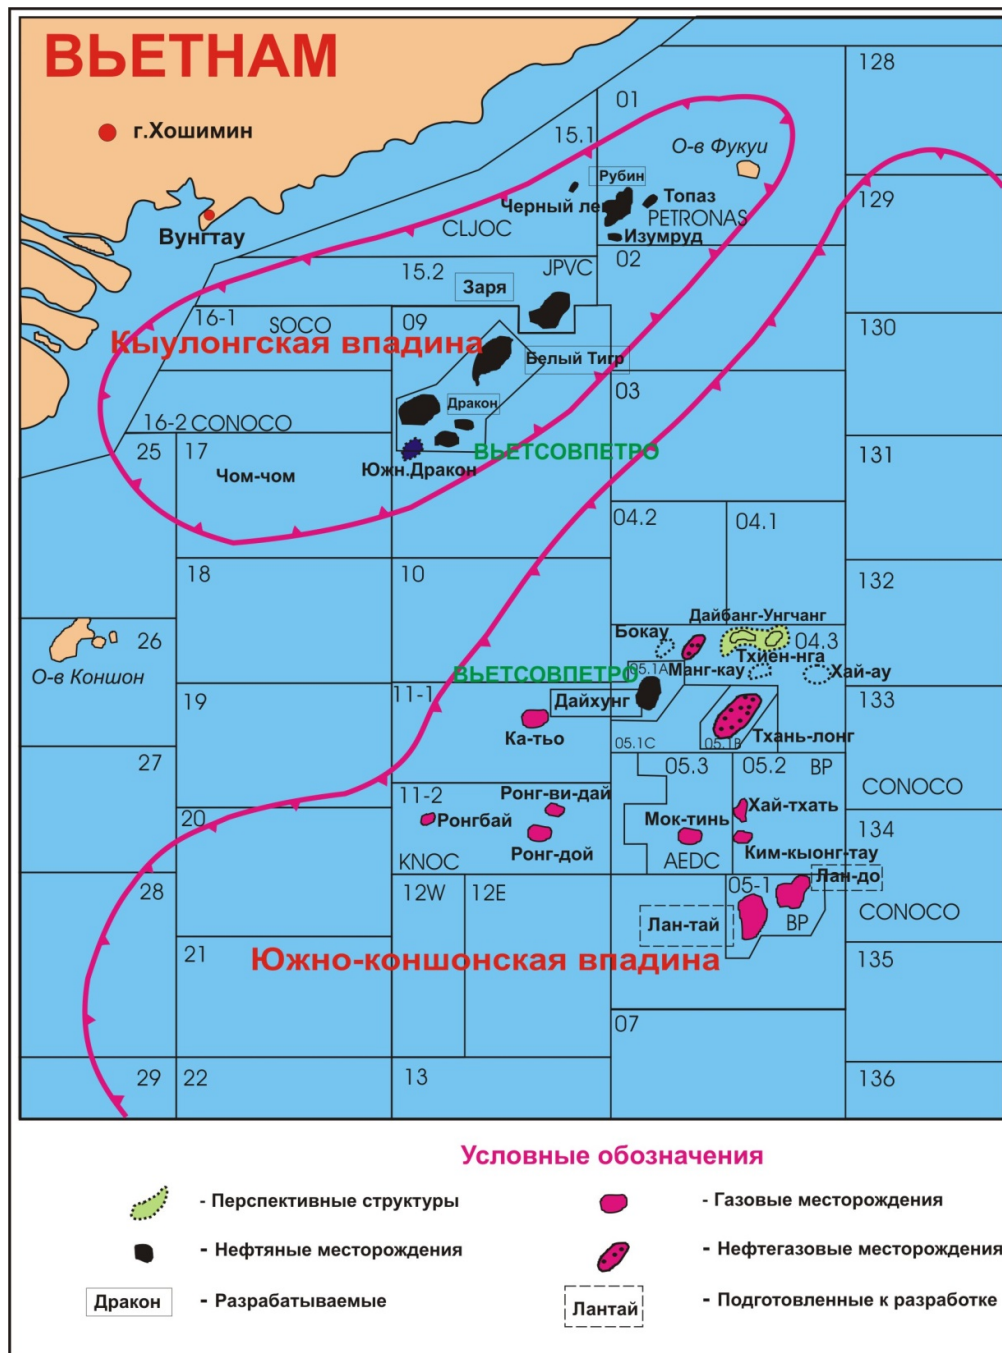 ВЬЕТНАМ
г.Хошимин
Вунгтау
128
01
15.1
О-в Фукуи
Рубин
129
Черный ле
Топаз
PETRONAS
CLJOC
Изумруд
02
15.2
JPVC
Заря
16-1
SOCO
09
130
Кыулонгская впадина
Белый Тигр
03
Дракон
16-2 CONOCO
25
17
ВЬЕТСОВПЕТРО
131
Чом-чом
Южн.Дракон
04.2
04.1
18
10
132
Дайбанг-Унгчанг
26
Бокау
04.3
О-в Коншон
05.1A
Тхиен-нга
ВЬЕТСОВПЕТРО
Манг-кау
Хай-ау
19
11-1
Дайхунг
133
Ка-тьо
05.1C
05.1B
Тхань-лонг
27
05.3
05.2
BP
CONOCO
11-2
Ронг-ви-дай
Хай-тхать
20
Ронгбай
Мок-тинь
134
Ронг-дой
Ким-кыонг-тау
KNOC
AEDC
Лан-до
28
12W
12E
05-1
CONOCO
Лан-тай
BP
21
Южно-коншонская впадина
135
07
29
22
13
136
Условные обозначения
- Перспективные структуры
- Газовые месторождения
- Нефтяные месторождения
- Нефтегазовые месторождения
Дракон
- Разрабатываемые
Лантай
- Подготовленные к разработке